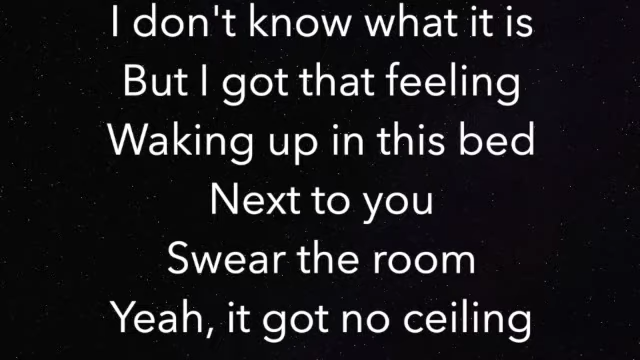 I don't know what it is
But I got that feeling
Waking up in this bed
Next to you
Swear the room
Yeah, it got no ceiling